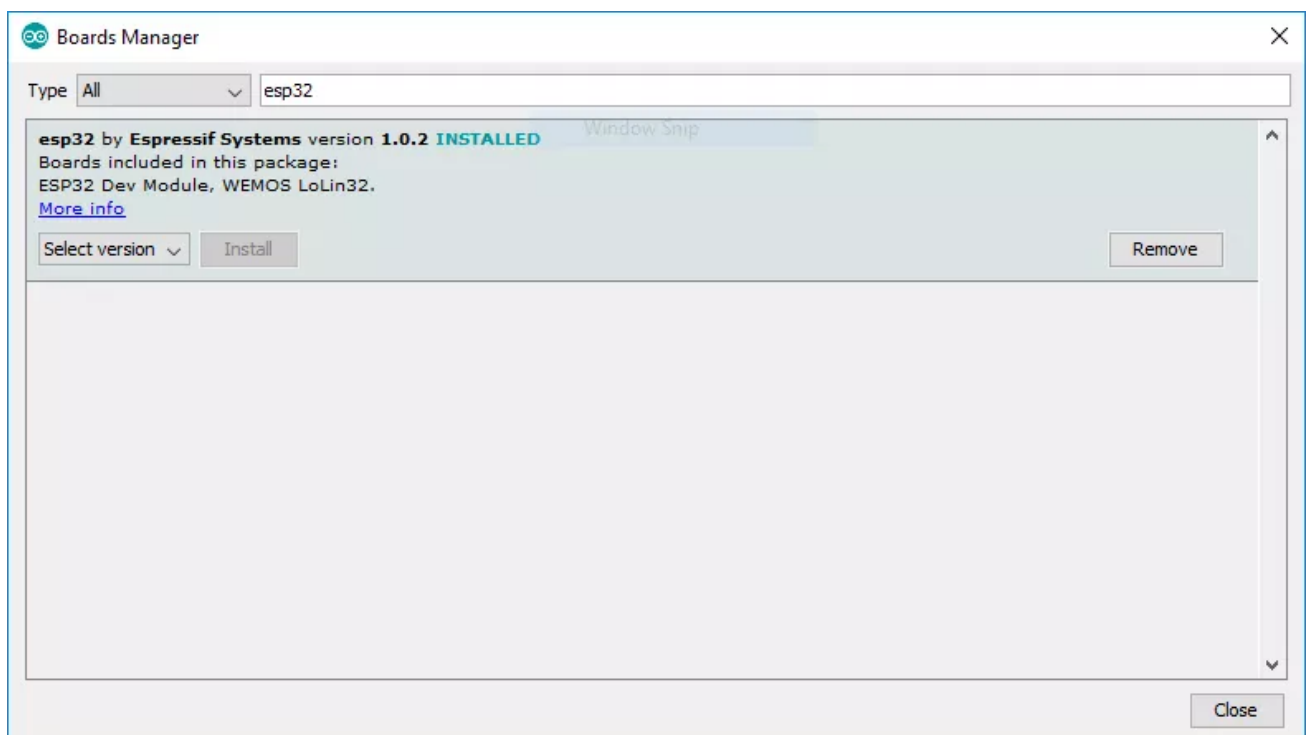 Boards Manager
Type All esp32
Window Snip
esp32 by Espressif Systems version 1.0.2 INSTALLED
Boards included in this package:
ESP32 Dev Module, WEMOS LoLin32.
More info
Select version Install Remove
Close